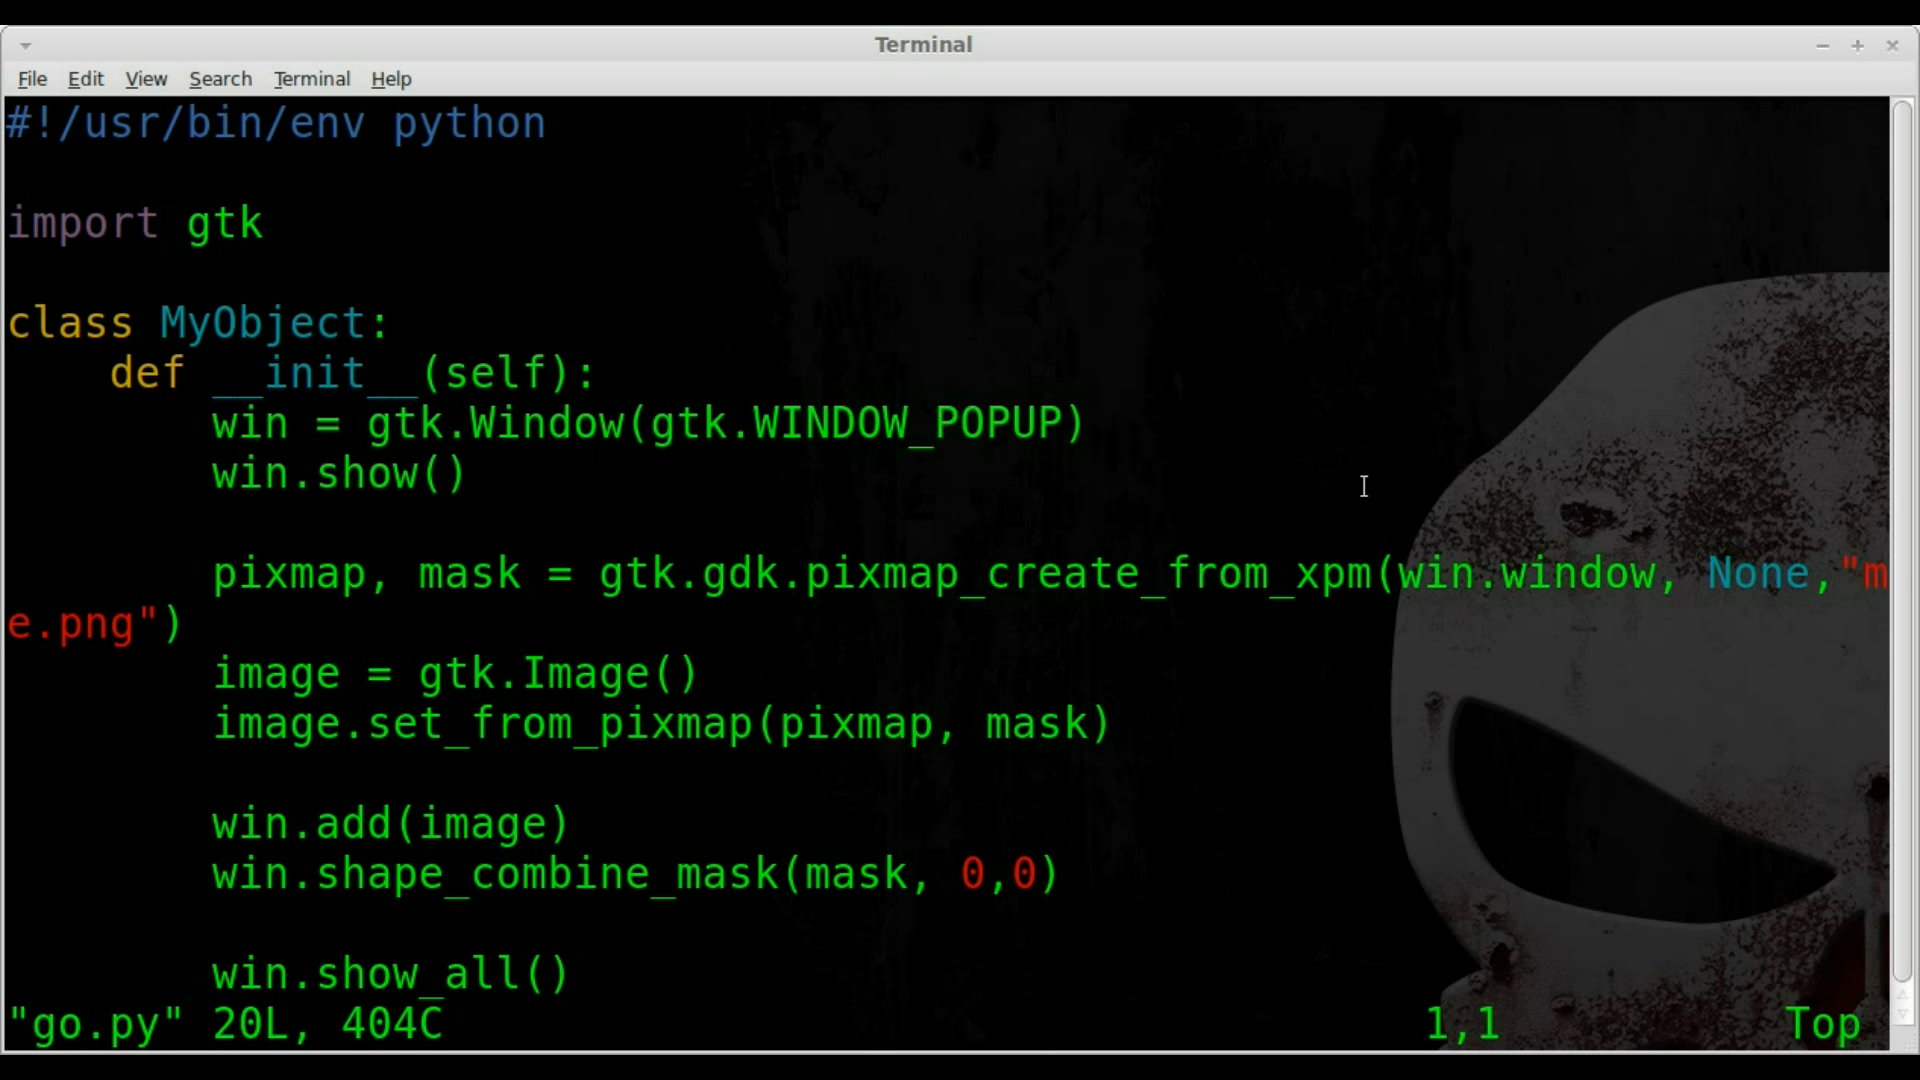 Terminal
File Edit View Search Terminal Help
#!/usr/bin/env python
import gtk
class MyObject:
    def __init__(self):
        win = gtk.Window(gtk.WINDOW_POPUP)
        win.show()
        pixmap, mask = gtk.gdk.pixmap_create_from_xpm(win.window, None,"m
e.png")
        image = gtk.Image()
        image.set_from_pixmap(pixmap, mask)
        win.add(image)
        win.shape_combine_mask(mask, 0,0)
        win.show_all()
"go.py" 20L, 404C 1,1 Top